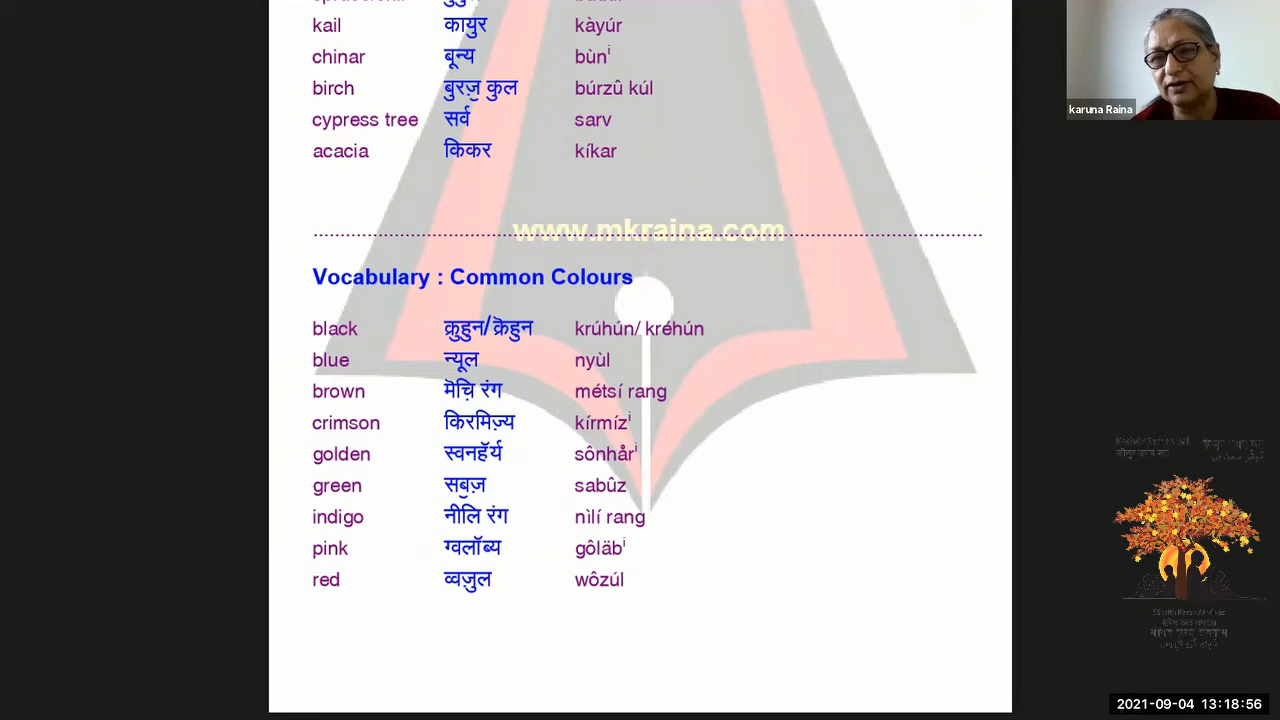 kail कायुर kàyúr
chinar बून्य bùnⁱ
birch बुरज़ॖ कुल búrzû kúl
cypress tree सर्व sarv
acacia किकर kíkar
www.mkraina.com
Vocabulary : Common Colours
black क्रुहुन/क्रॆहुन krúhún/ kréhún
blue न्यूल nyùl
brown मॆच़ि रंग métsí rang
crimson किरमिज़्य kírmízⁱ
golden स्वनहॅर्य sônhårⁱ
green सबॖज़ sabûz
indigo नीलि रंग nìlí rang
pink ग्वलॉब्य gôläbⁱ
red व्वज़ुल wôzúl
karuna Raina
2021-09-04 13:18:56